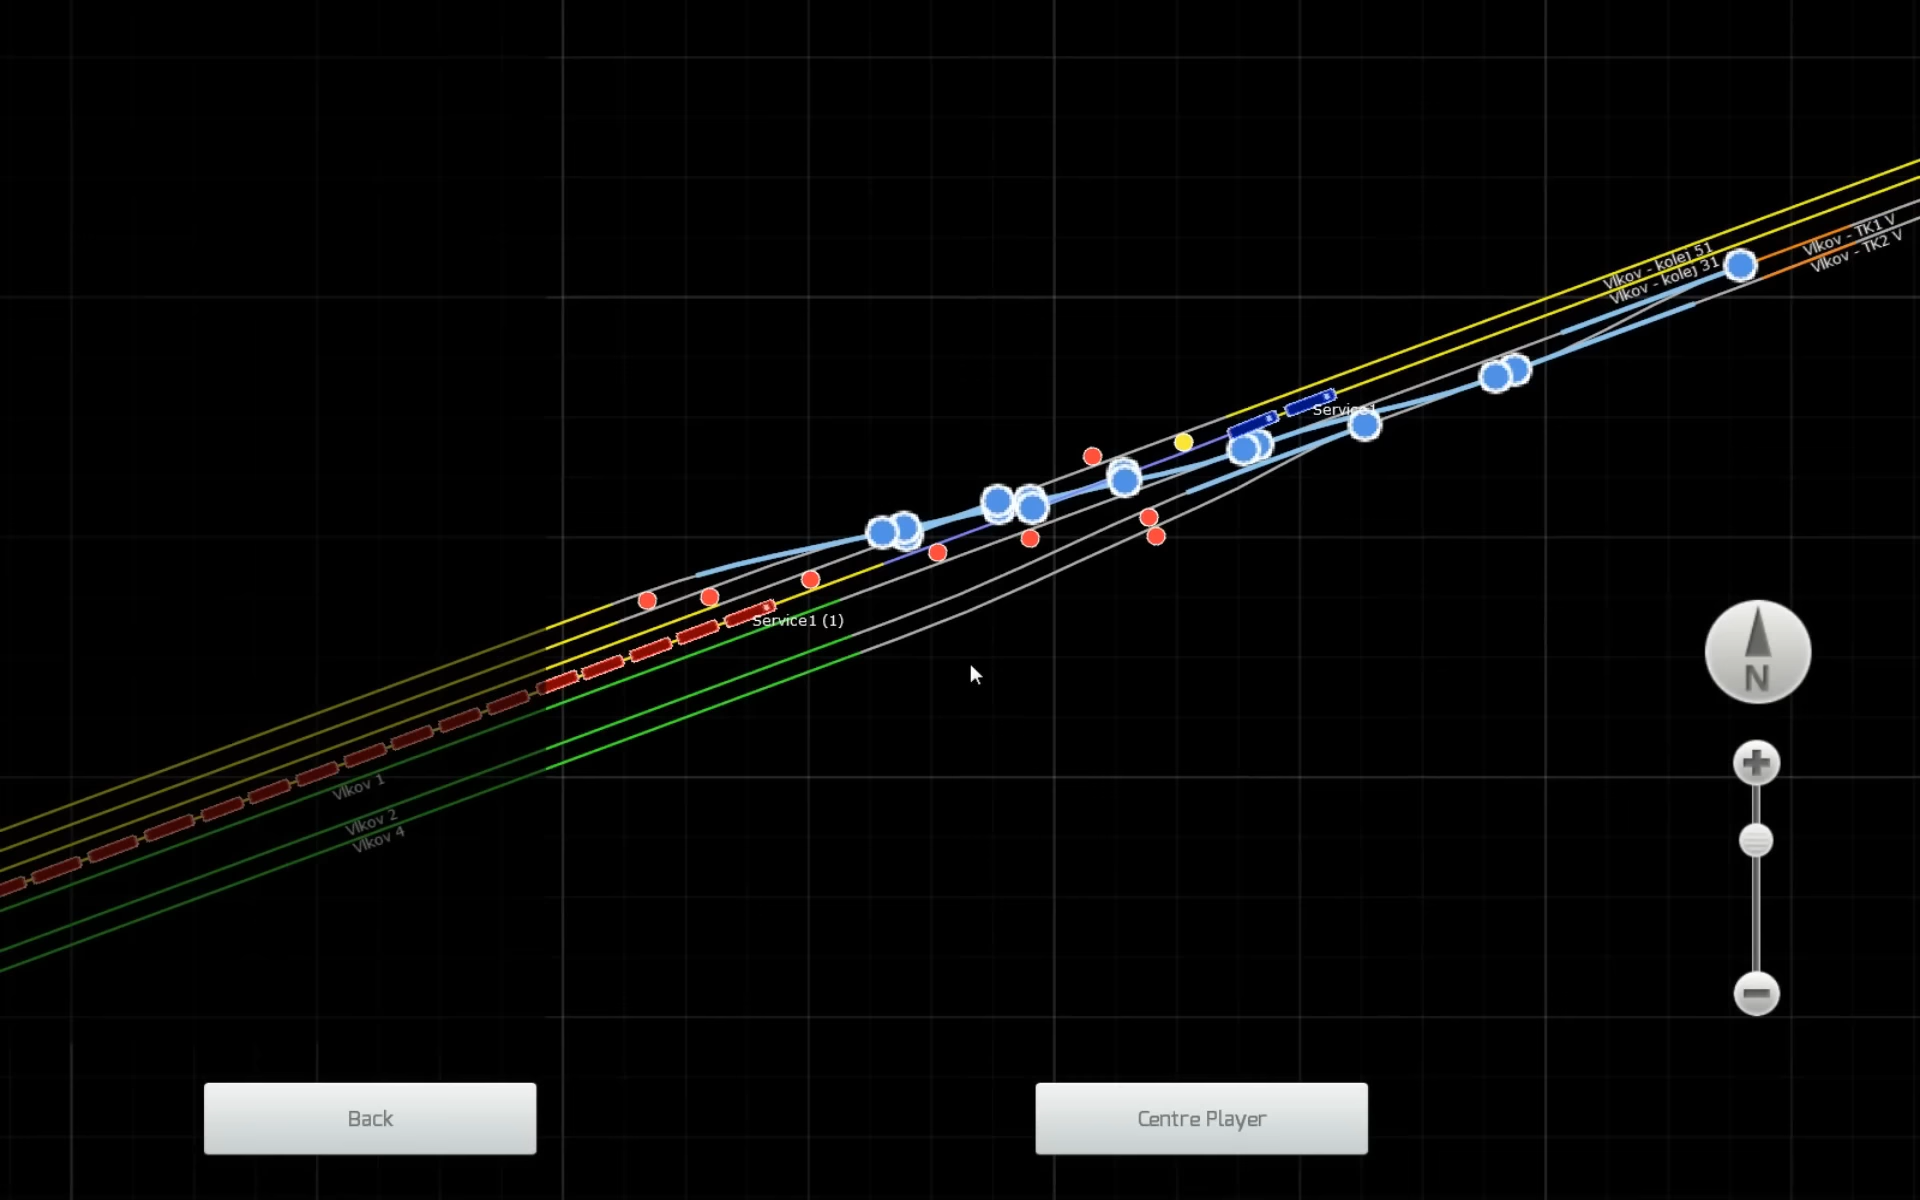 Vlkov - TK1 V
Vlkov - TK2 V
Vlkov - kolej 51
Vlkov - kolej 31
Service1
Service1 (1)
N
Vlkov 1
Vlkov 2
Vlkov 4
Back
Centre Player